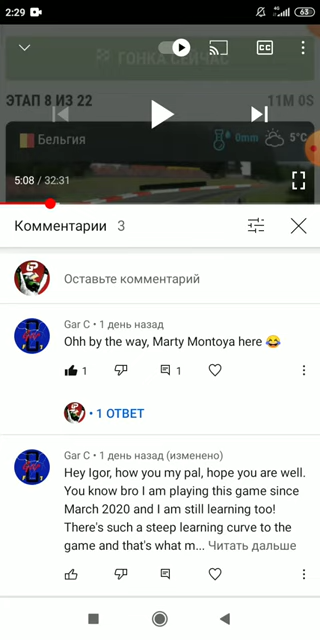 2:29
4G
63
CC
ГОНКА СЕЙЧАС
ЭТАП 8 ИЗ 22
11M 0S
Бельгия
0mm
5°C
5:08 / 32:31
Комментарии 3
Оставьте комментарий
Gar C • 1 день назад
Ohh by the way, Marty Montoya here 😂
1
1
• 1 ОТВЕТ
Gar C • 1 день назад (изменено)
Hey Igor, how you my pal, hope you are well.
You know bro I am playing this game since
March 2020 and I am still learning too!
There's such a steep learning curve to the
game and that's what m... Читать дальше